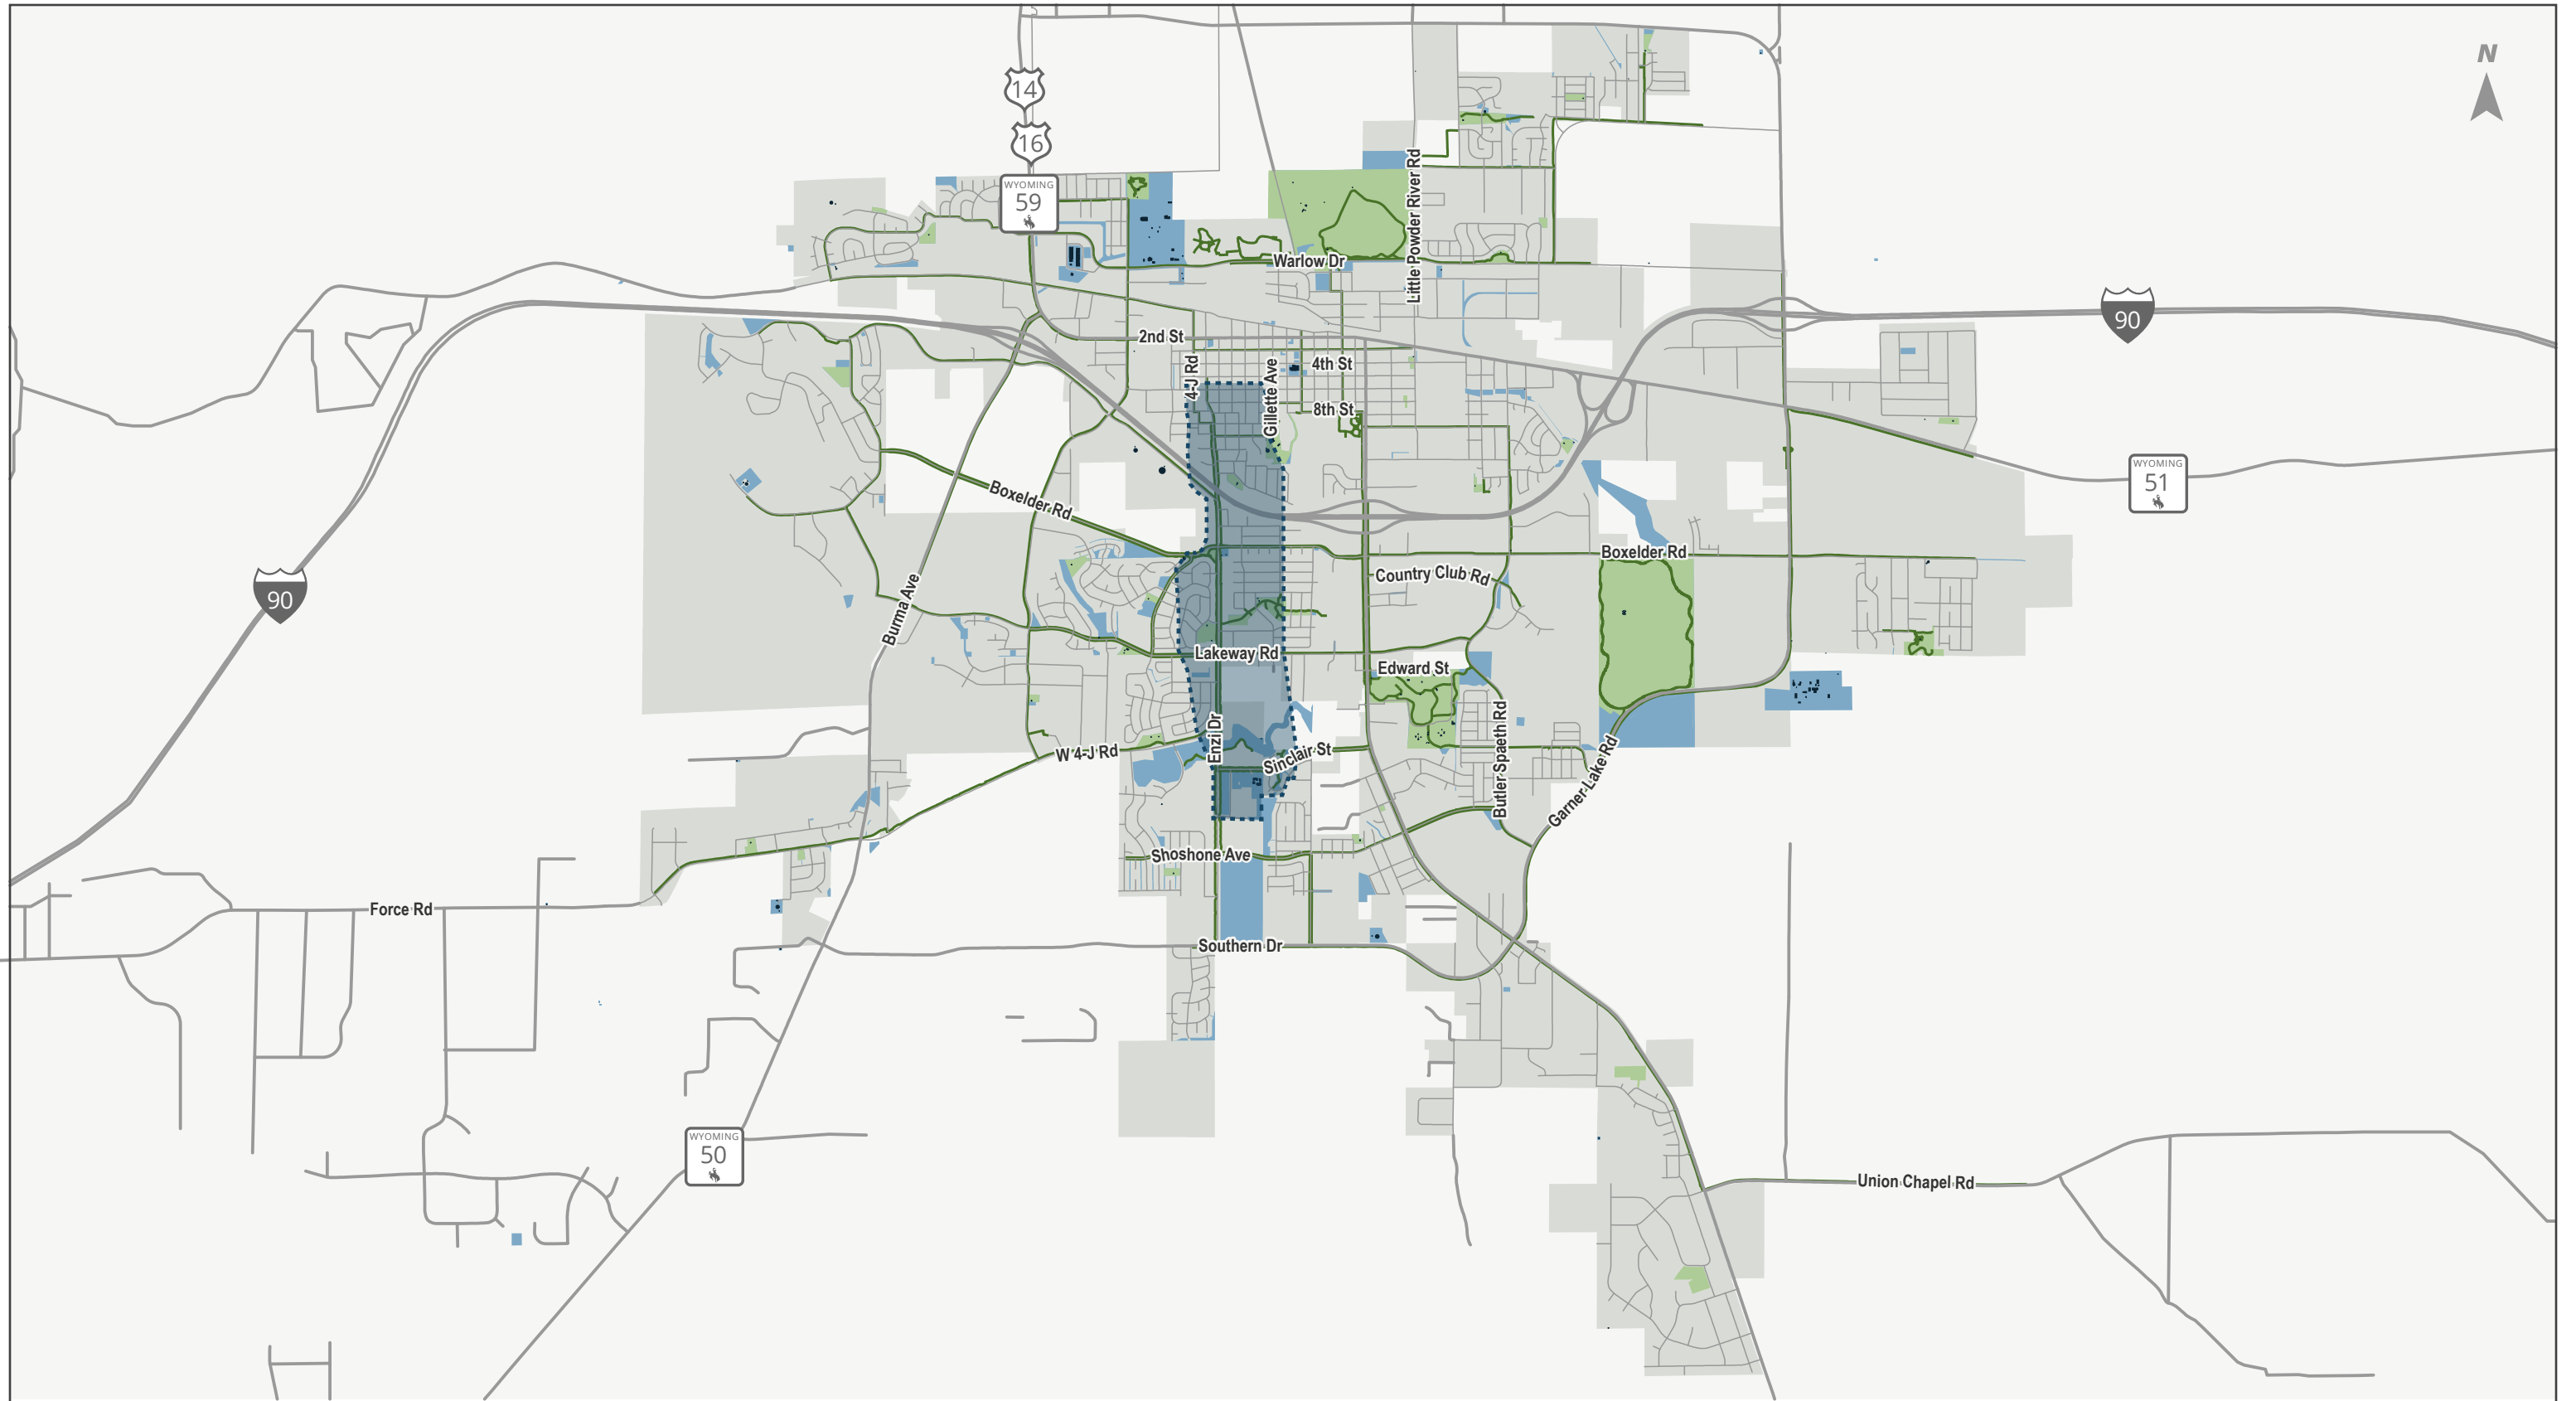 N
14
16
WYOMING
59
Little Powder River Rd
Warlow Dr
90
2nd St
4-J Rd
4th St
Gillette Ave
8th St
WYOMING
51
Boxelder Rd
Boxelder Rd
Country Club Rd
90
Burma Ave
Lakeway Rd
Edward St
Enzi Dr
W 4-J Rd
Sinclair St
Butler Spaeth Rd
Garner Lake Rd
Shoshone Ave
Force Rd
Southern Dr
WYOMING
50
Union Chapel Rd